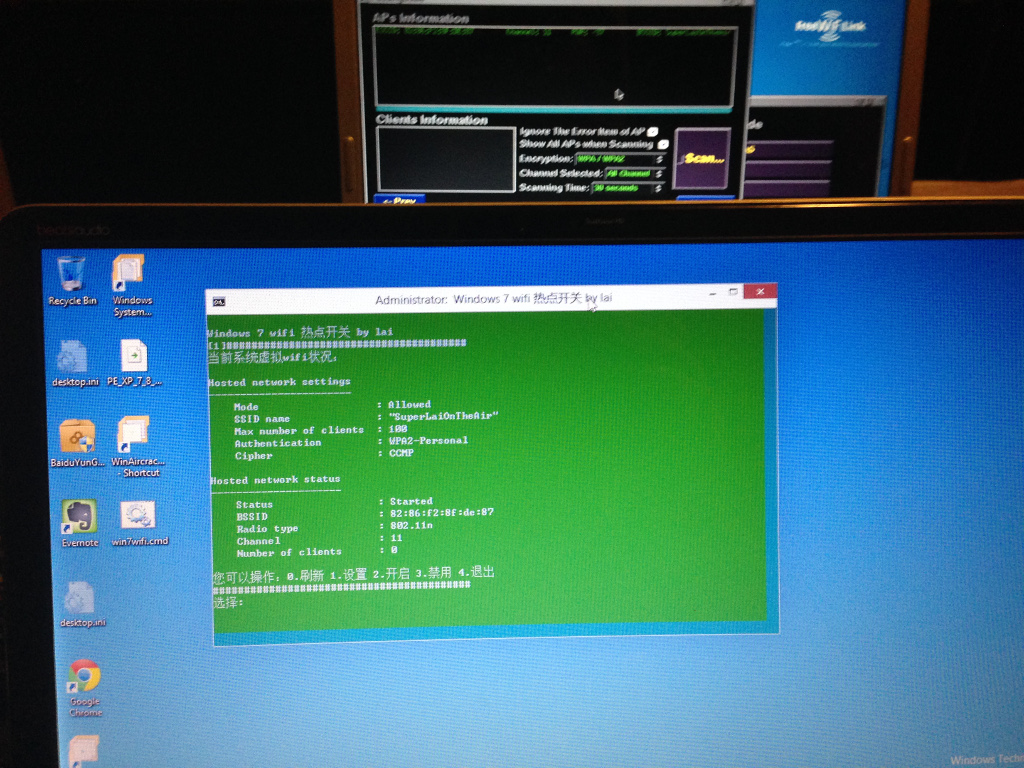 APs Information
Clients Information
Ignore The Error Item of AP
Show All APs when Scanning
Encryption: WPA / WPA2
Channel Selected: All Channel
Scanning Time: 30 seconds
Scan...
<- Prev
Recycle Bin
Windows System...
desktop.ini
PE_XP_7_8_...
BaiduYunG...
WinAircrac... - Shortcut
Evernote
win7wifi.cmd
desktop.ini
Google Chrome
Administrator: Windows 7 wifi 热点开关 by lai
Windows 7 wifi 热点开关 by lai
当前系统虚拟wifi状况:
Hosted network settings
-----------------------
Mode : Allowed
SSID name : "SuperLaiOnTheAir"
Max number of clients : 100
Authentication : WPA2-Personal
Cipher : CCMP
Hosted network status
---------------------
Status : Started
BSSID : 82:86:f2:8f:de:87
Radio type : 802.11n
Channel : 11
Number of clients : 0
您可以操作: 0.刷新 1.设置 2.开启 3.禁用 4.退出
选择:
Windows Techn